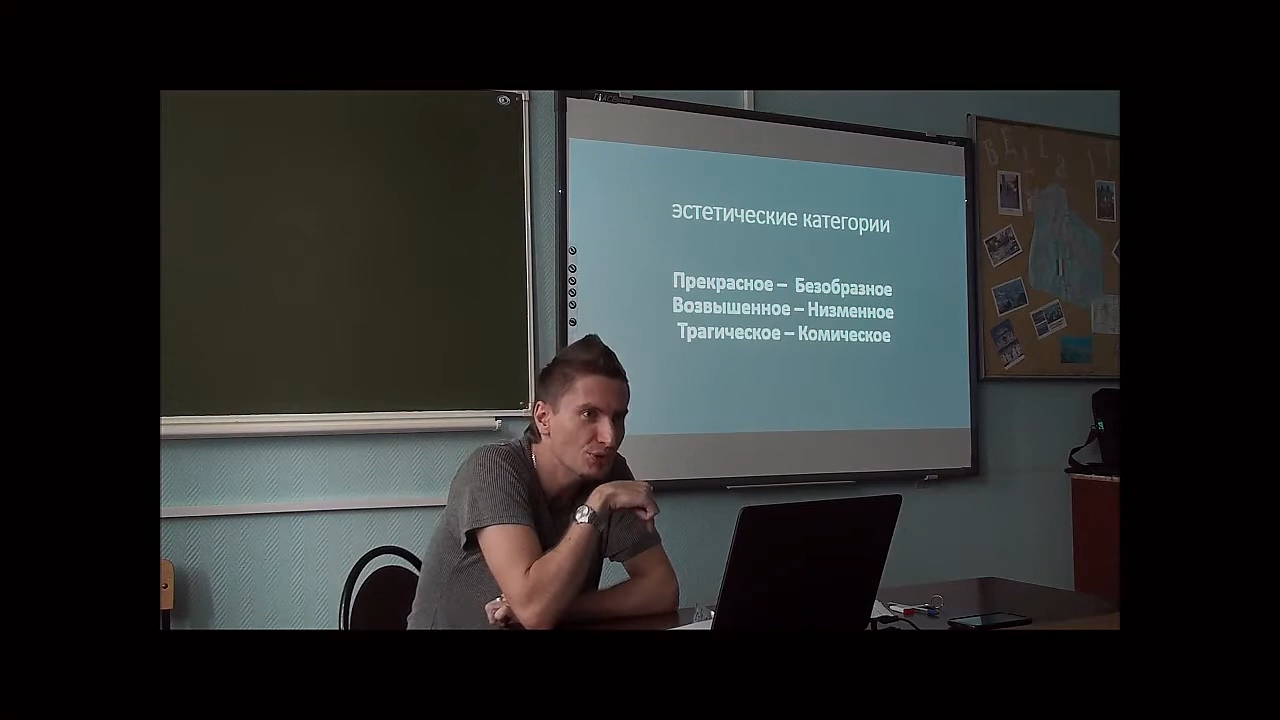 эстетические категории
Прекрасное – Безобразное
Возвышенное – Низменное
Трагическое – Комическое